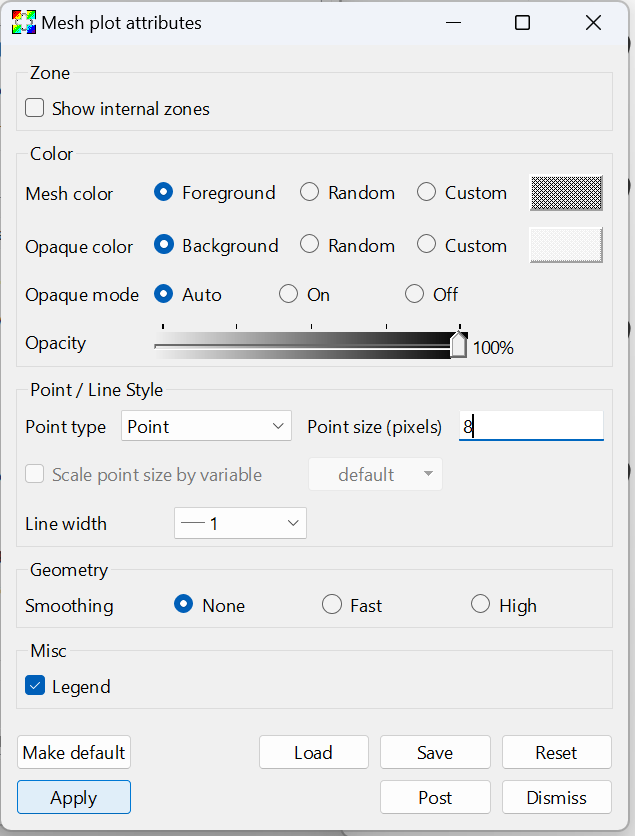 Mesh plot attributes
Zone
Show internal zones
Color
Mesh color Foreground Random Custom
Opaque color Background Random Custom
Opaque mode Auto On Off
Opacity 100%
Point / Line Style
Point type Point Point size (pixels) 8
Scale point size by variable default
Line width 1
Geometry
Smoothing None Fast High
Misc
Legend
Make default Load Save Reset
Apply Post Dismiss